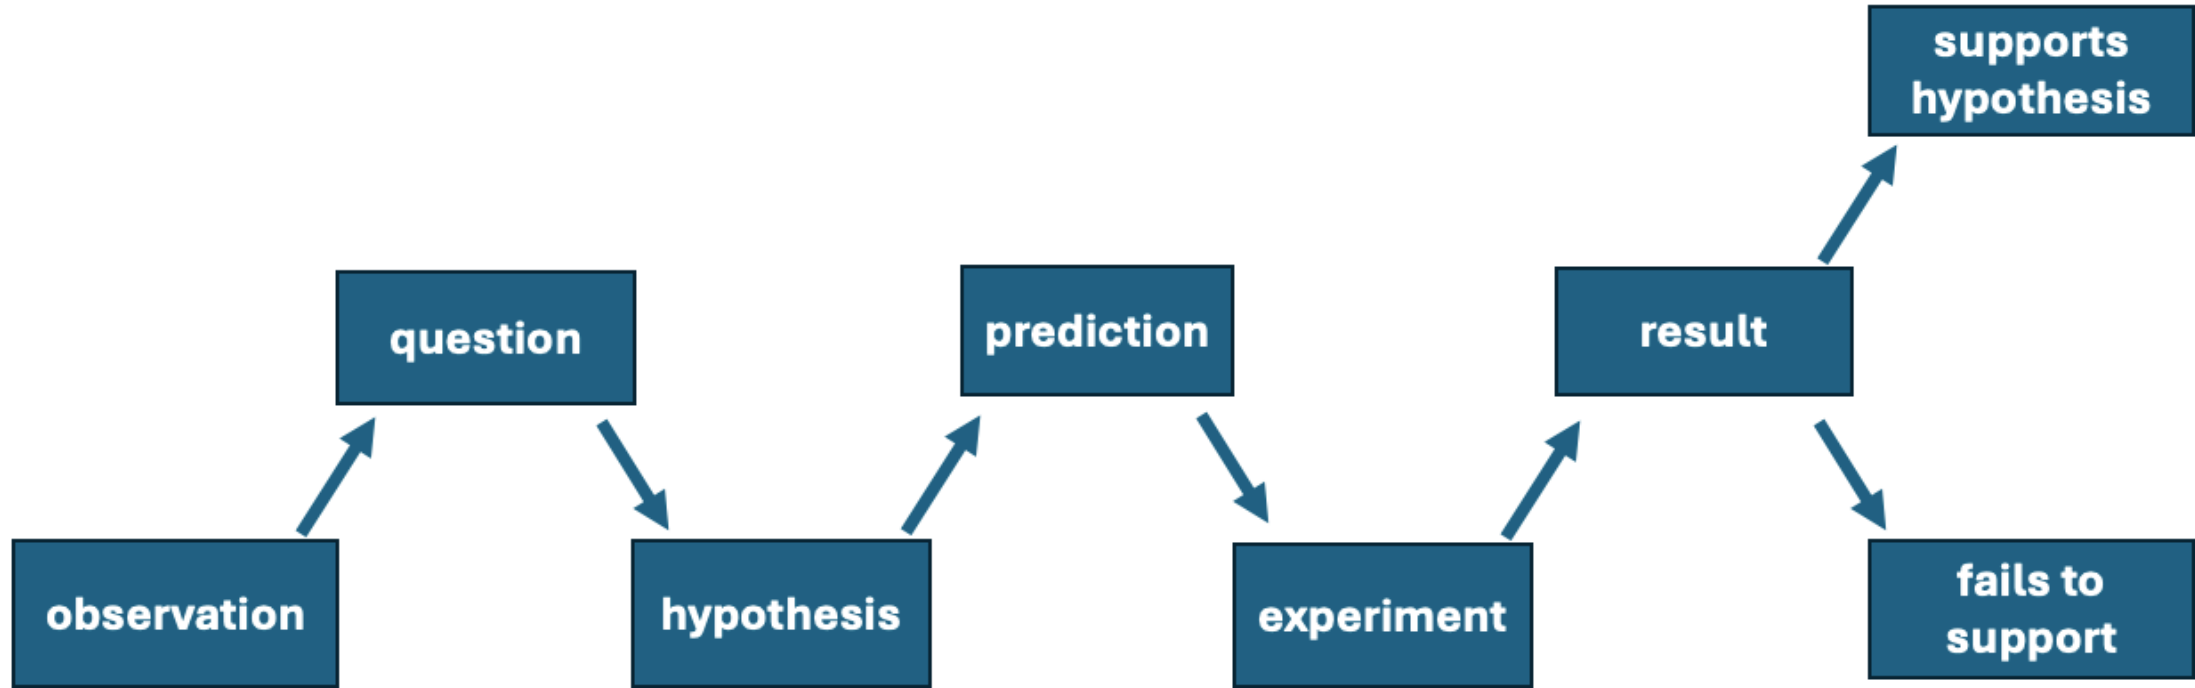 observation
question
hypothesis
prediction
experiment
result
supports
hypothesis
fails to
support